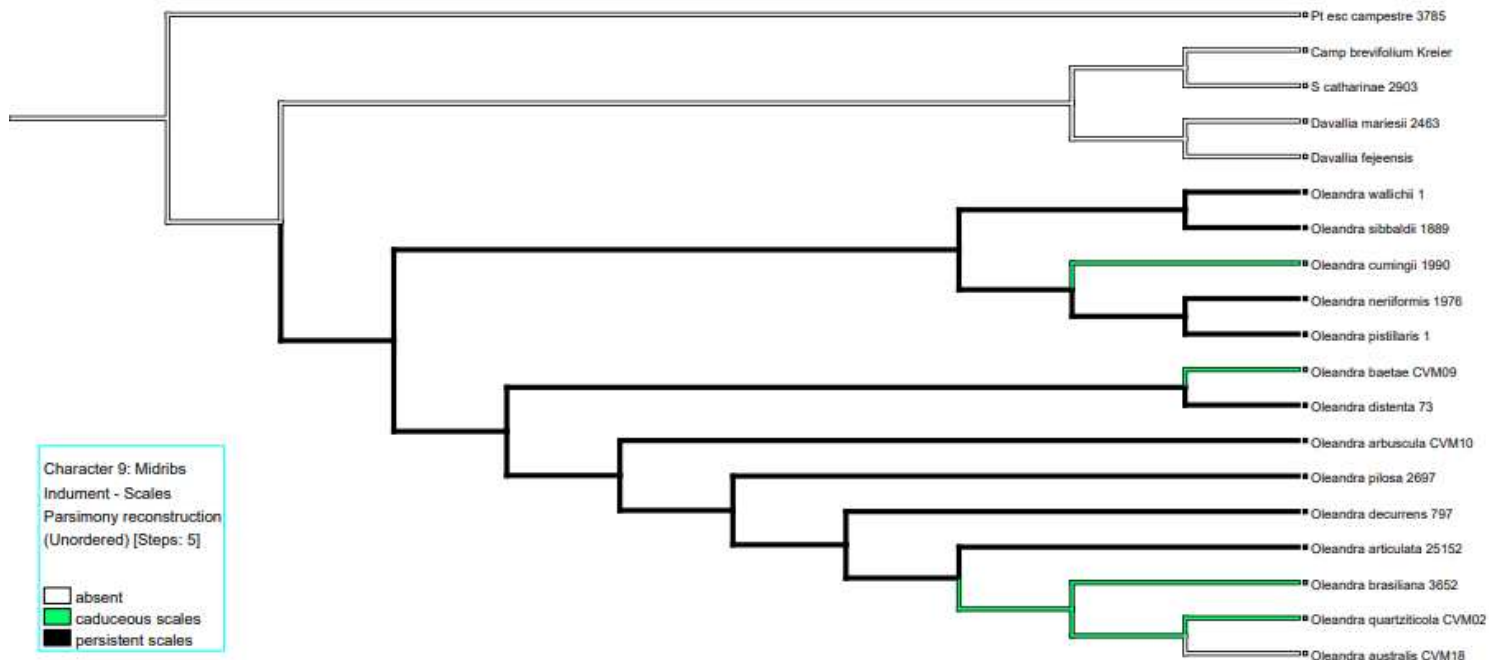 Pt esc campestre 3785
Camp brevifolium Kreier
S catharinae 2903
Davallia mariesii 2463
Davallia fejeensis
Oleandra wallichii 1
Oleandra sibbaldii 1889
Oleandra cumingii 1990
Oleandra neriiformis 1976
Oleandra pistillaris 1
Oleandra baetae CVM09
Oleandra distenta 73
Oleandra arbuscula CVM10
Oleandra pilosa 2697
Oleandra decurrens 797
Oleandra articulata 25152
Oleandra brasiliana 3652
Oleandra quartziticola CVM02
Oleandra australis CVM18
Character 9: Midribs
Indument - Scales
Parsimony reconstruction
(Unordered) [Steps: 5]
absent
caduceous scales
persistent scales